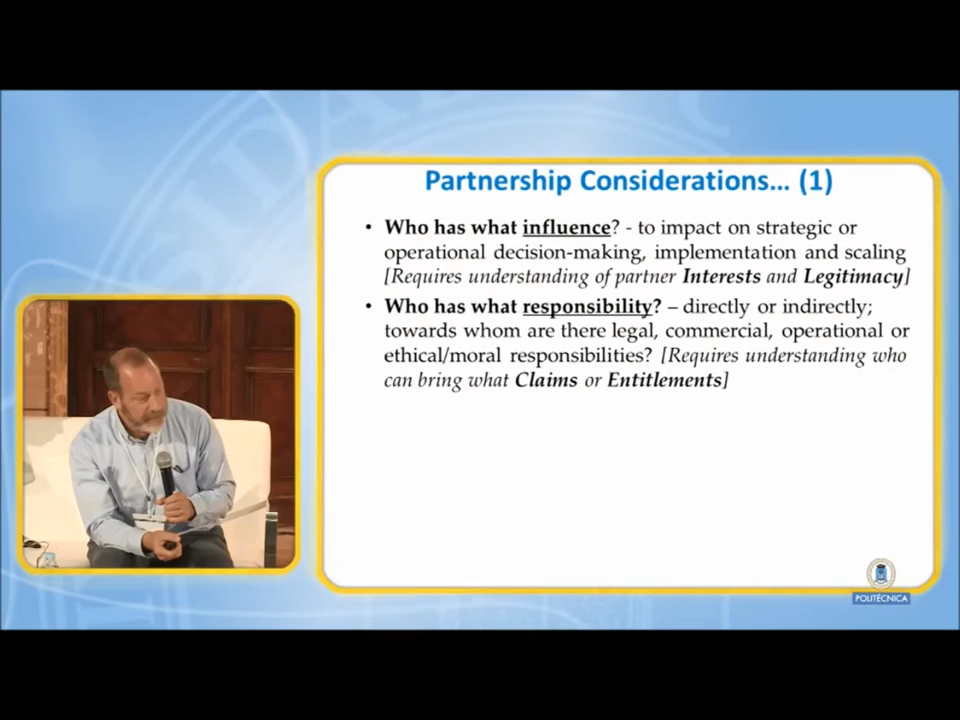 Partnership Considerations... (1)
• Who has what influence? - to impact on strategic or
operational decision-making, implementation and scaling
[Requires understanding of partner Interests and Legitimacy]
• Who has what responsibility? – directly or indirectly;
towards whom are there legal, commercial, operational or
ethical/moral responsibilities? [Requires understanding who
can bring what Claims or Entitlements]
POLITÉCNICA